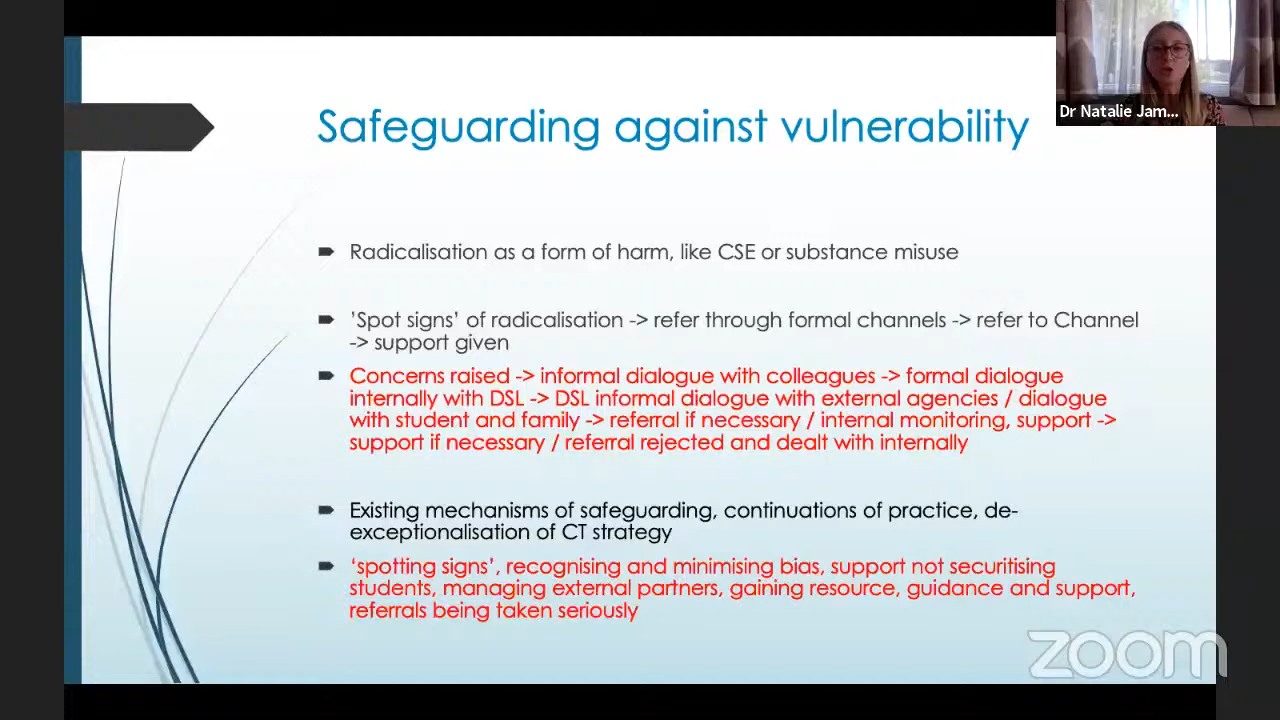 Safeguarding against vulnerability
Dr Natalie Jam...
Radicalisation as a form of harm, like CSE or substance misuse
’Spot signs’ of radicalisation -> refer through formal channels -> refer to Channel
-> support given
Concerns raised -> informal dialogue with colleagues -> formal dialogue
internally with DSL -> DSL informal dialogue with external agencies / dialogue
with student and family -> referral if necessary / internal monitoring, support ->
support if necessary / referral rejected and dealt with internally
Existing mechanisms of safeguarding, continuations of practice, de-
exceptionalisation of CT strategy
‘spotting signs’, recognising and minimising bias, support not securitising
students, managing external partners, gaining resource, guidance and support,
referrals being taken seriously
zoom